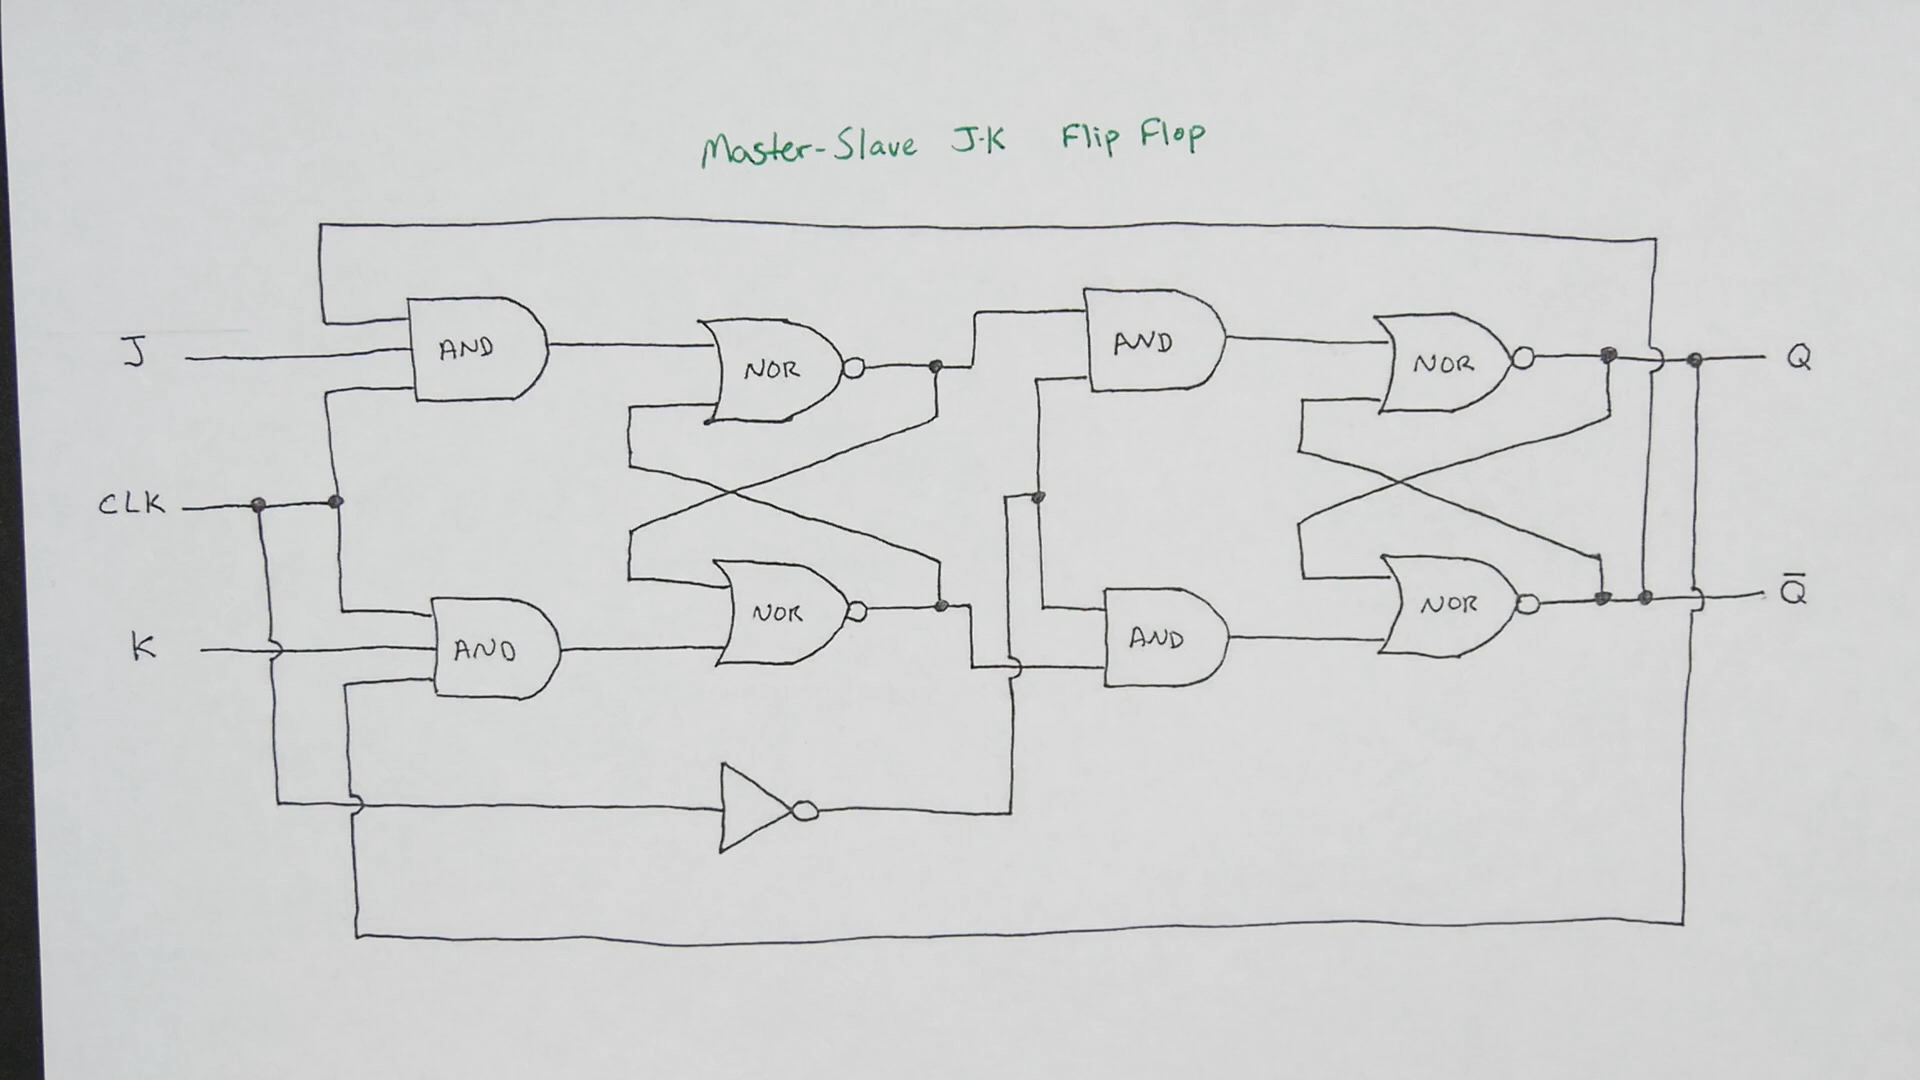 Master-Slave J-K Flip Flop
J
AND
NOR
AND
NOR
Q
CLK
K
AND
NOR
AND
NOR
Q̅